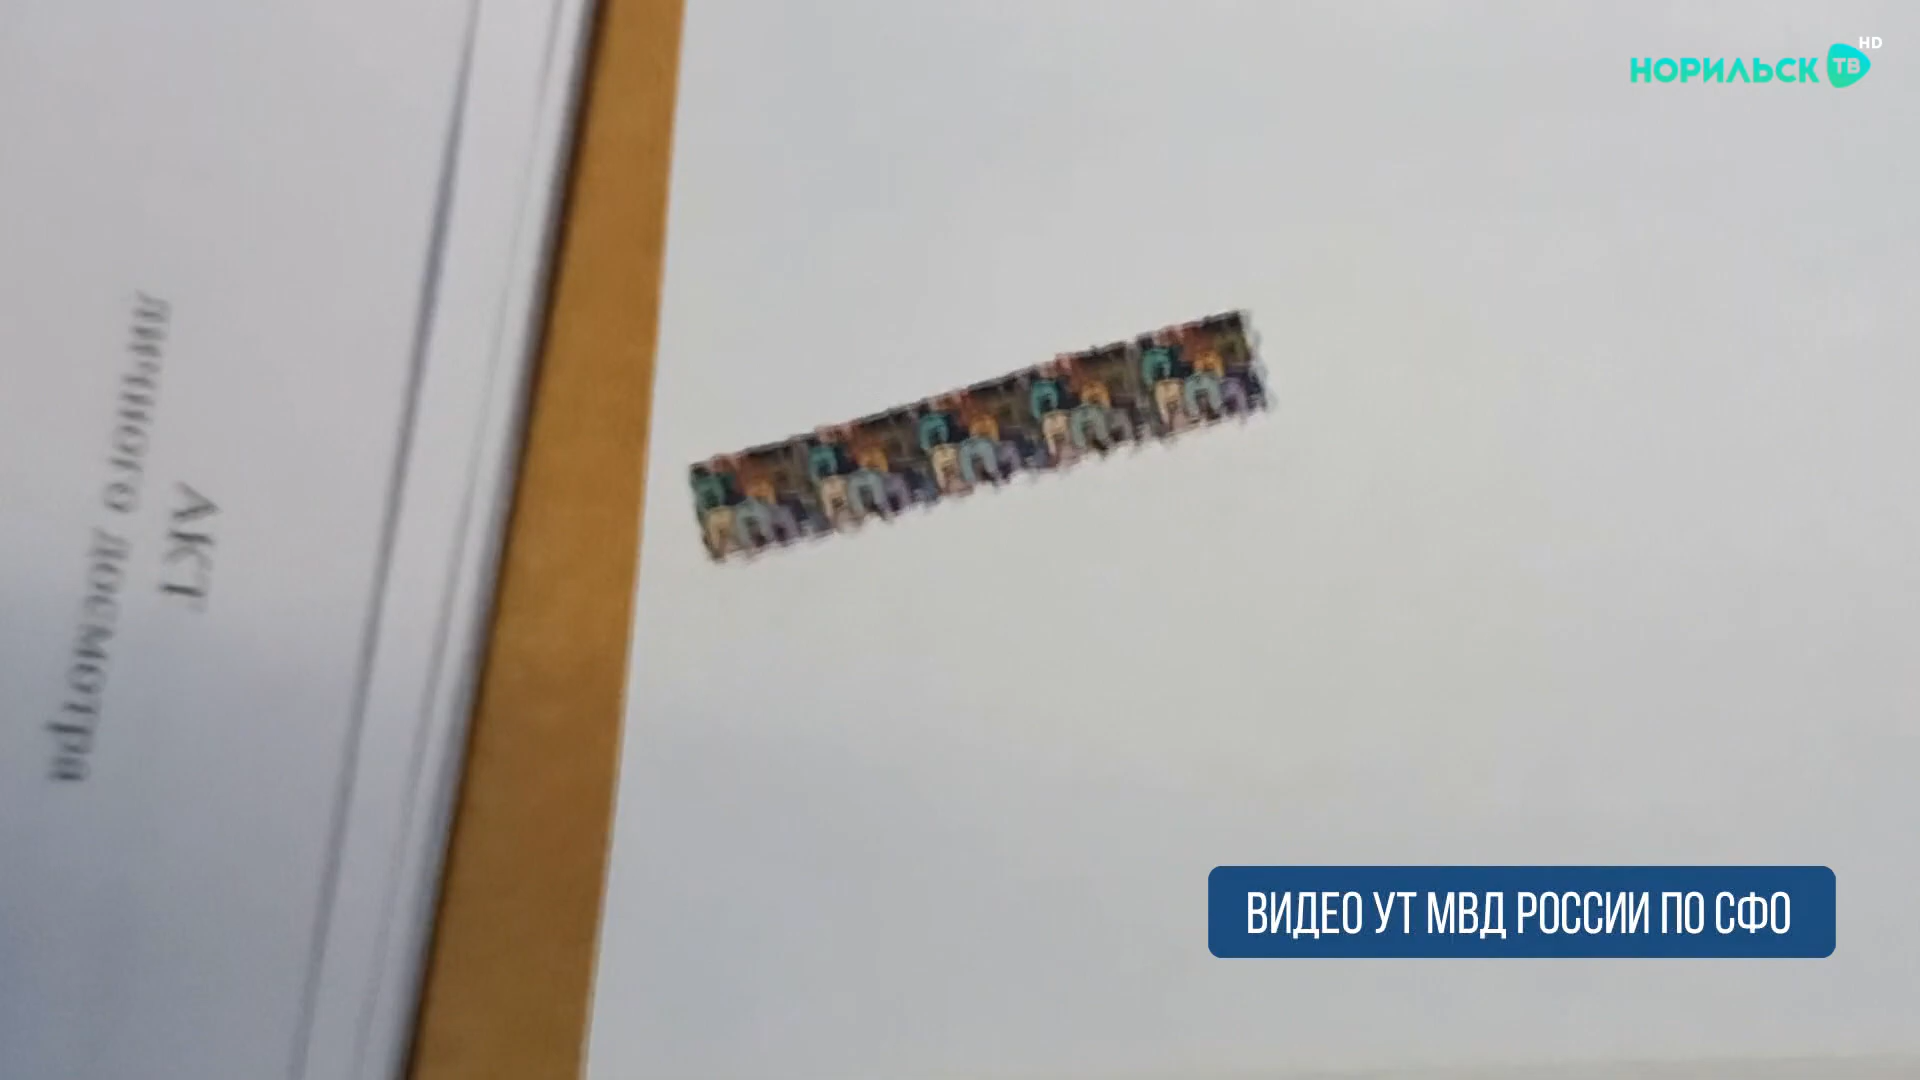 НОРИЛЬСК ТВ HD
АКТ
личного досмотра
ВИДЕО УТ МВД РОССИИ ПО СФО